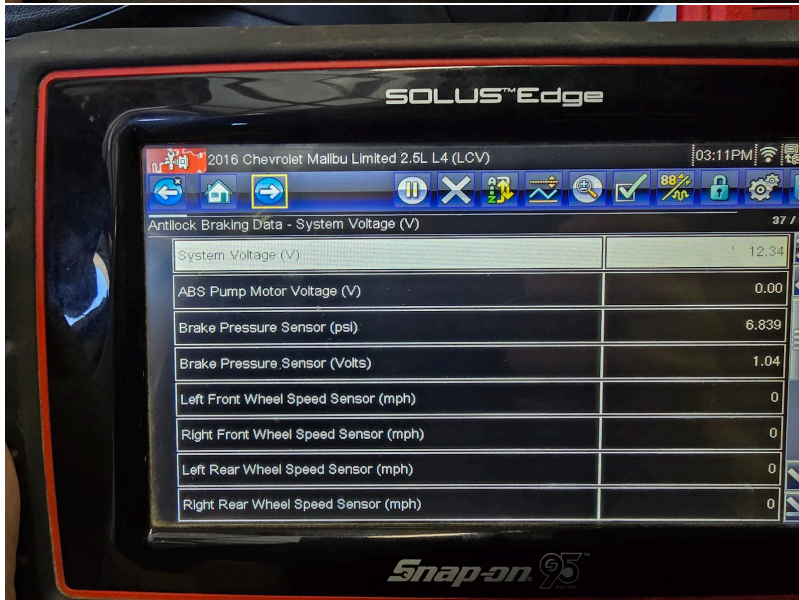 SOLUS™Edge
2016 Chevrolet Malibu Limited 2.5L L4 (LCV) 03:11PM
Antilock Braking Data - System Voltage (V) 37 /
System Voltage (V) 12.34
ABS Pump Motor Voltage (V) 0.00
Brake Pressure Sensor (psi) 6.839
Brake Pressure Sensor (Volts) 1.04
Left Front Wheel Speed Sensor (mph) 0
Right Front Wheel Speed Sensor (mph) 0
Left Rear Wheel Speed Sensor (mph) 0
Right Rear Wheel Speed Sensor (mph) 0
Snap-on 95